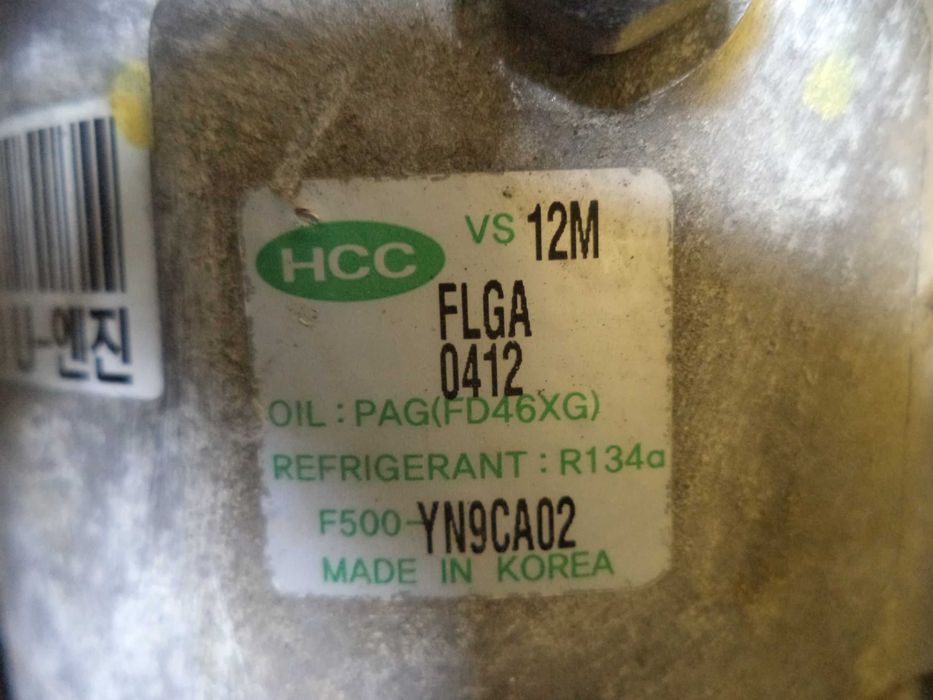 HCC
VS 12M
FLGA
0412
OIL : PAG(FD46XG)
REFRIGERANT : R134a
F500-YN9CA02
MADE IN KOREA
-엔진